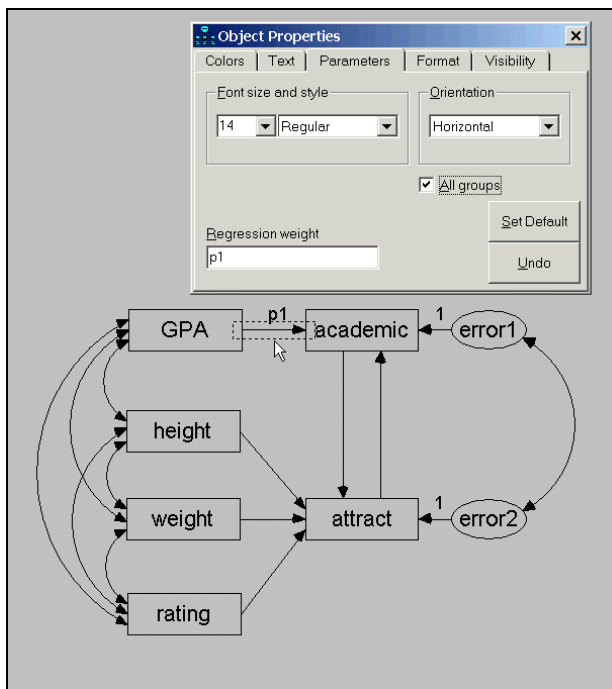 Object Properties
Colors Text Parameters Format Visibility
Font size and style
Orientation
14 Regular
Horizontal
All groups
Set Default
Regression weight
p1
Undo
p1
1
GPA academic error1
height
1
weight attract error2
rating